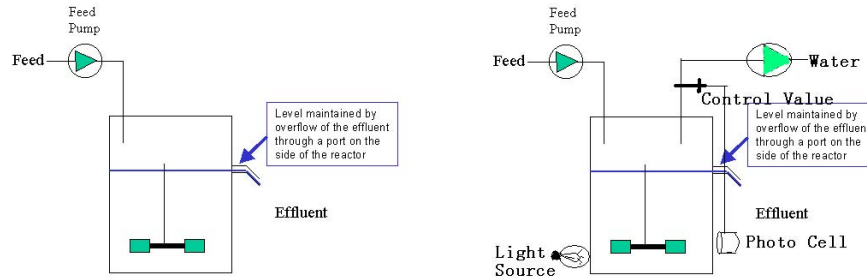 Feed
Pump
Feed
Level maintained by
overflow of the effluent
through a port on the
side of the reactor
Effluent
Feed
Pump
Feed
Water
Control Value
Level maintained by
overflow of the effluen
through a port on the
side of the reactor
Effluent
Photo Cell
Light
Source